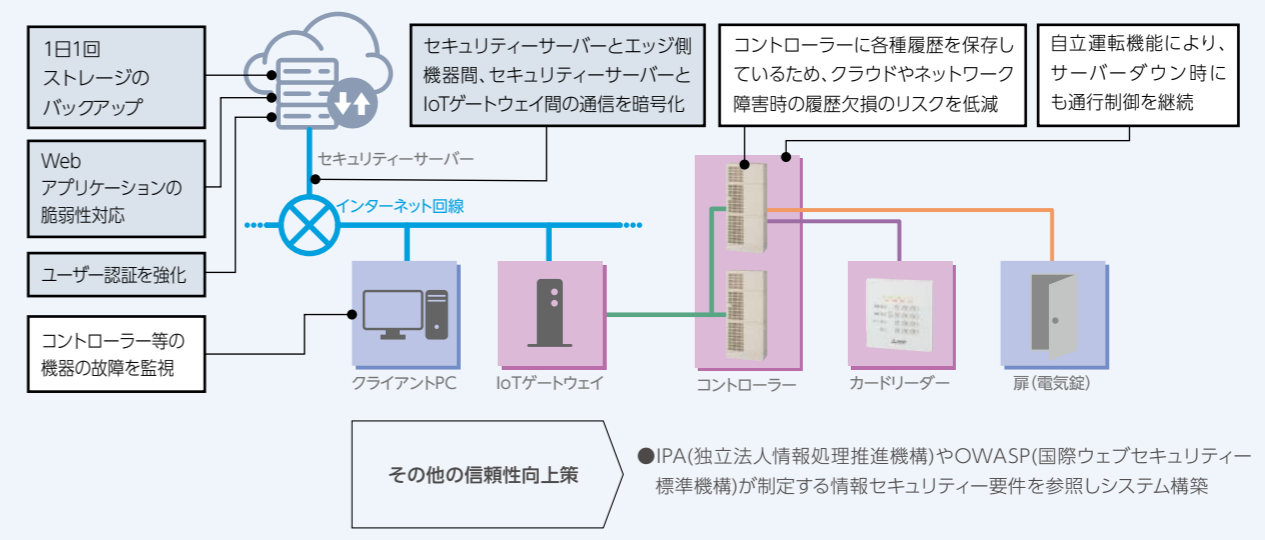 1日1回
ストレージの
バックアップ
Web
アプリケーションの
脆弱性対応
ユーザー認証を強化
コントローラー等の
機器の故障を監視
セキュリティーサーバーとエッジ側
機器間、セキュリティーサーバーと
IoTゲートウェイ間の通信を暗号化
コントローラーに各種履歴を保存し
ているため、クラウドやネットワーク
障害時の履歴欠損のリスクを低減
自立運転機能により、
サーバーダウン時に
も通行制御を継続
セキュリティーサーバー
インターネット回線
クライアントPC
IoTゲートウェイ
コントローラー
カードリーダー
扉(電気錠)
その他の信頼性向上策
●IPA(独立法人情報処理推進機構)やOWASP(国際ウェブセキュリティー
標準機構)が制定する情報セキュリティー要件を参照しシステム構築